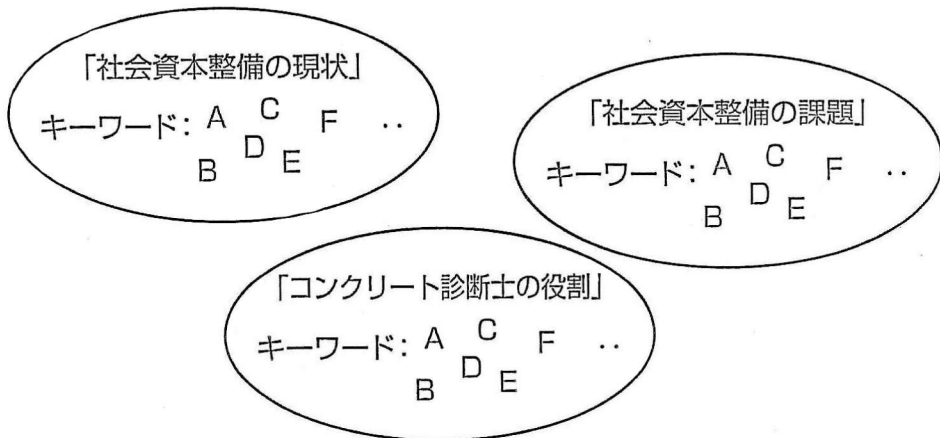 「社会資本整備の現状」
キーワード: A C F ‥
B D E
「社会資本整備の課題」
キーワード: A C F ‥
B D E
「コンクリート診断士の役割」
キーワード: A C F ‥
B D E